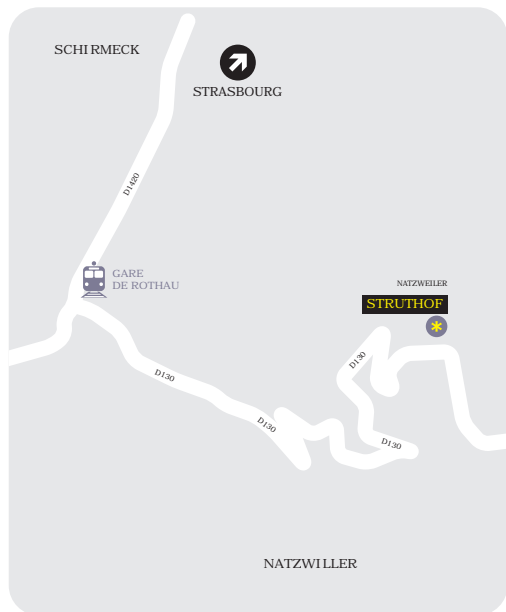 SCHIRMECK
STRASBOURG
D1420
GARE
DE ROTHAU
NATZWEILER
STRUTHOF
D130
D130
D130
D130
NATZWILLER